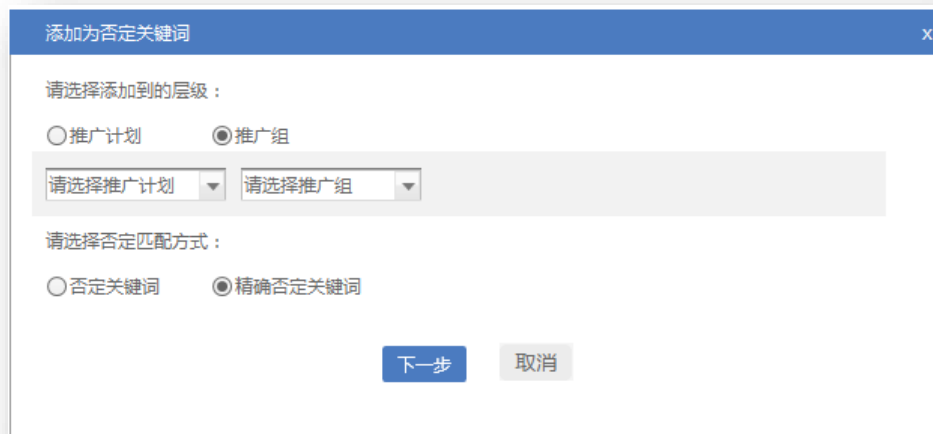 添加为否定关键词 x
请选择添加到的层级：
推广计划 推广组
请选择推广计划 请选择推广组
请选择否定匹配方式：
否定关键词 精确否定关键词
下一步 取消